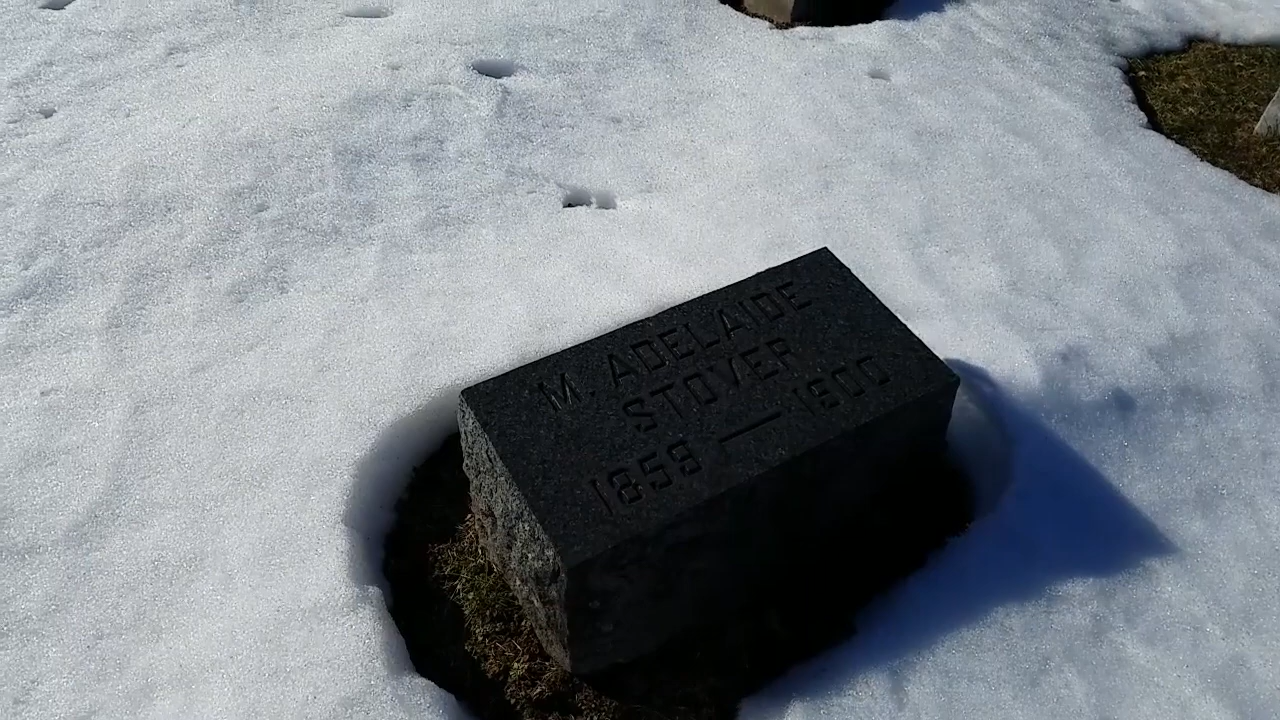 M. ADELAIDE
STOVER
1859 — 1900